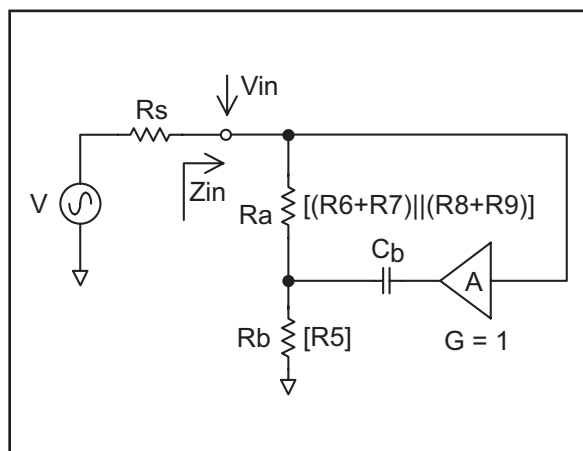 Vin
Rs
Zin
V
Ra [(R6+R7)||(R8+R9)]
Cb
A
Rb [R5]
G = 1